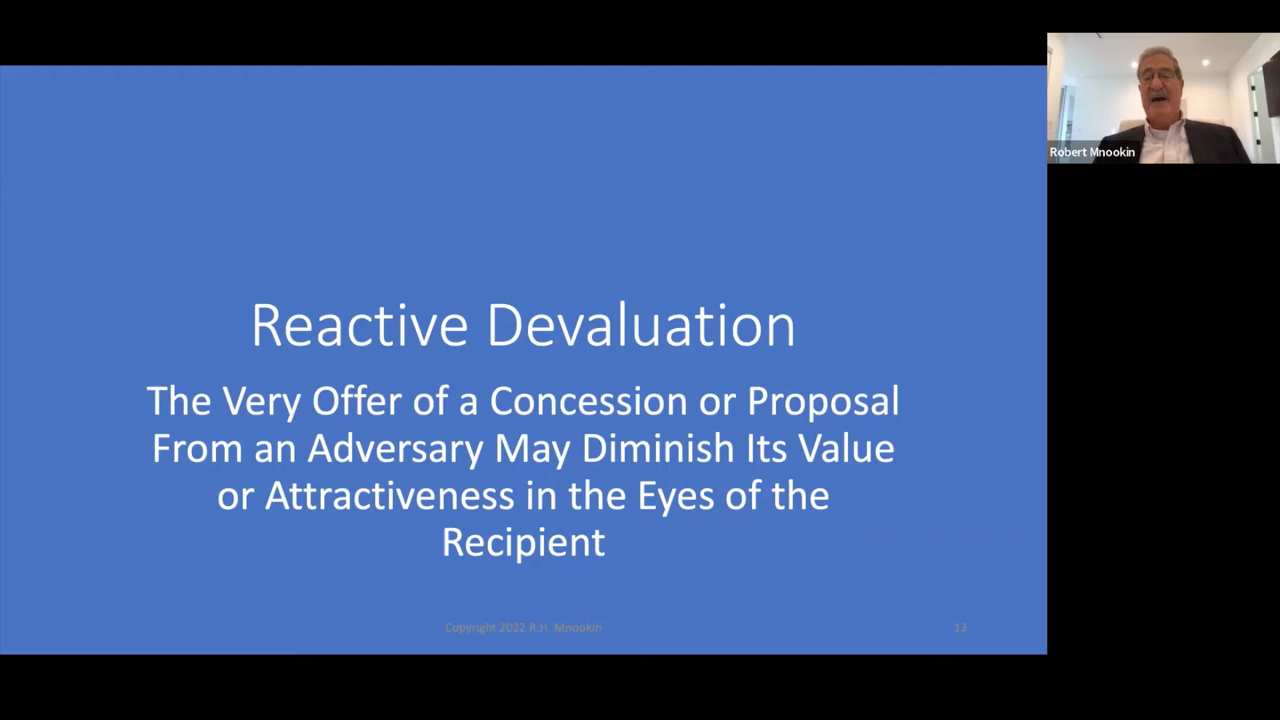 Reactive Devaluation
The Very Offer of a Concession or Proposal
From an Adversary May Diminish Its Value
or Attractiveness in the Eyes of the
Recipient
Copyright 2022 R.H. Mnookin
13
Robert Mnookin